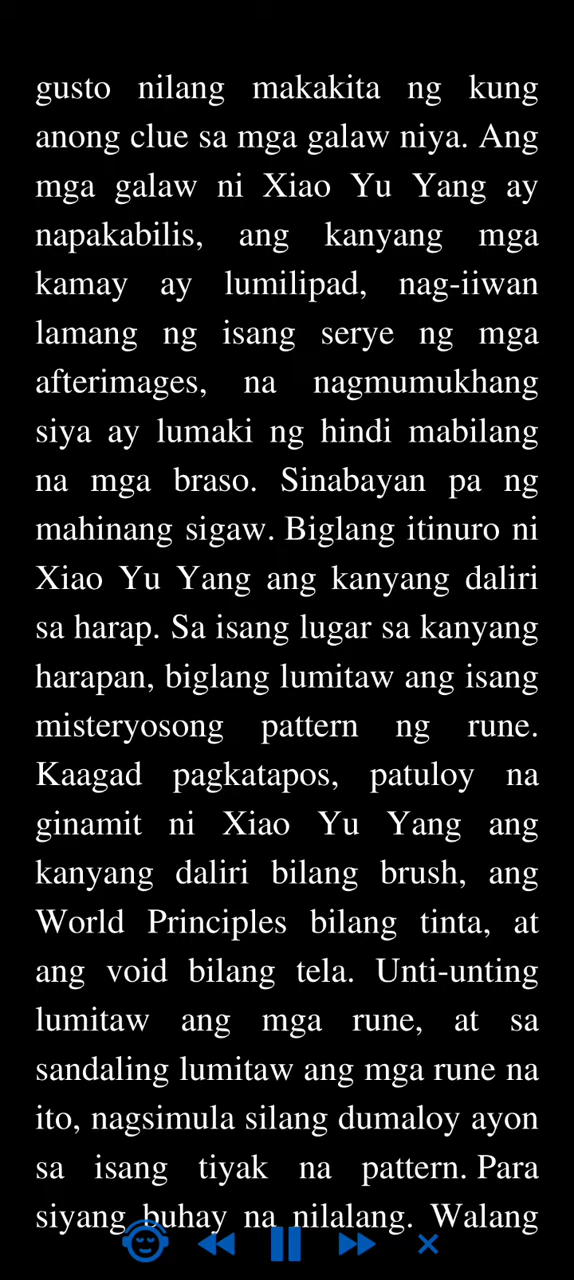 gusto nilang makakita ng kung
anong clue sa mga galaw niya. Ang
mga galaw ni Xiao Yu Yang ay
napakabilis, ang kanyang mga
kamay ay lumilipad, nag-iiwan
lamang ng isang serye ng mga
afterimages, na nagmumukhang
siya ay lumaki ng hindi mabilang
na mga braso. Sinabayan pa ng
mahinang sigaw. Biglang itinuro ni
Xiao Yu Yang ang kanyang daliri
sa harap. Sa isang lugar sa kanyang
harapan, biglang lumitaw ang isang
misteryosong pattern ng rune.
Kaagad pagkatapos, patuloy na
ginamit ni Xiao Yu Yang ang
kanyang daliri bilang brush, ang
World Principles bilang tinta, at
ang void bilang tela. Unti-unting
lumitaw ang mga rune, at sa
sandaling lumitaw ang mga rune na
ito, nagsimula silang dumaloy ayon
sa isang tiyak na pattern. Para
siyang buhay na nilalang. Walang